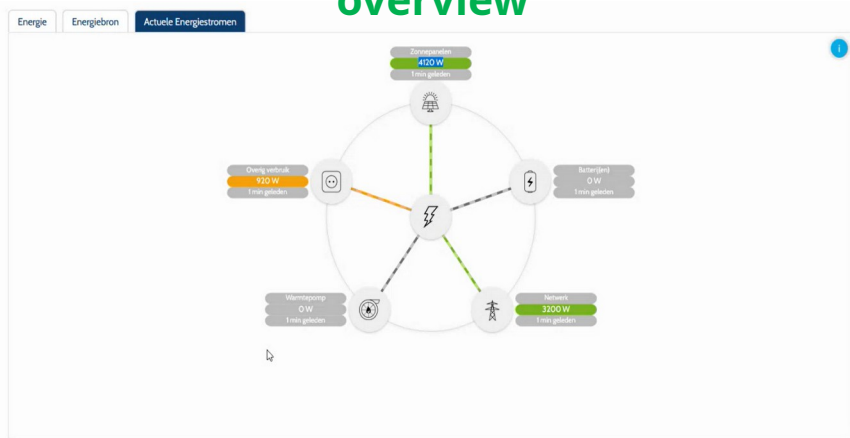 overview
Energie
Energiebron
Actuele Energiestromen
i
Zonnepanelen
4120 W
1 min geleden
Overig verbruik
920 W
1 min geleden
Batterij(en)
0 W
1 min geleden
Warmtepomp
0 W
1 min geleden
Netwerk
3200 W
1 min geleden